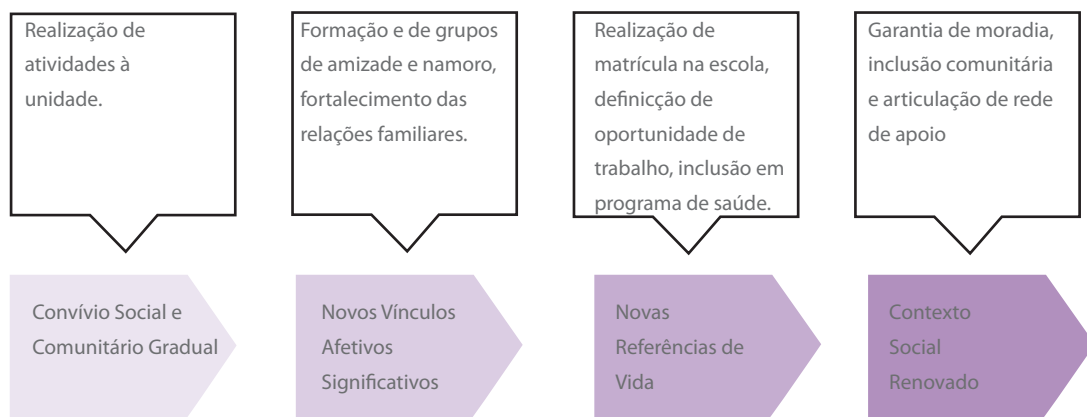 Realização de
atividades à
unidade.
Formação e de grupos
de amizade e namoro,
fortalecimento das
relações familiares.
Realização de
matrícula na escola,
definicção de
oportunidade de
trabalho, inclusão em
programa de saúde.
Garantia de moradia,
inclusão comunitária
e articulação de rede
de apoio
Convívio Social e
Comunitário Gradual
Novos Vínculos
Afetivos
Significativos
Novas
Referências de
Vida
Contexto
Social
Renovado